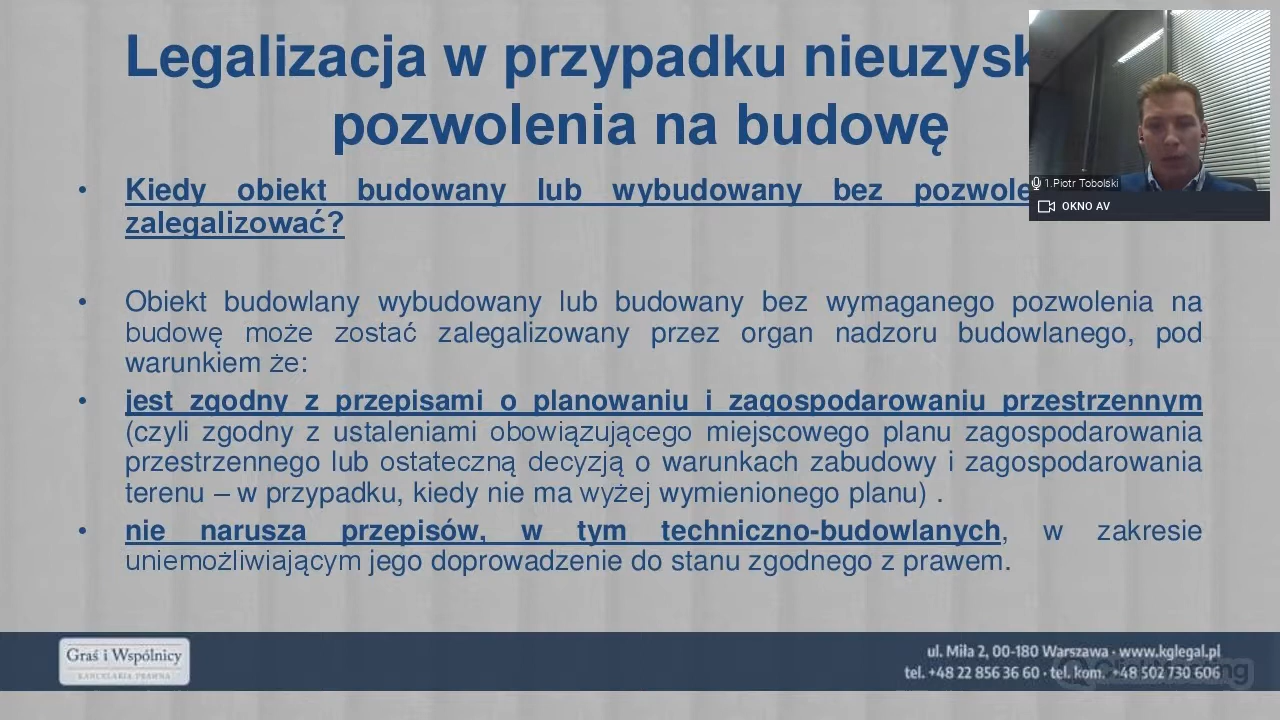 Legalizacja w przypadku nieuzysk
pozwolenia na budowę
1.Piotr Tobolski
OKNO AV
• Kiedy obiekt budowany lub wybudowany bez pozwole
zalegalizować?
• Obiekt budowlany wybudowany lub budowany bez wymaganego pozwolenia na
budowę może zostać zalegalizowany przez organ nadzoru budowlanego, pod
warunkiem że:
• jest zgodny z przepisami o planowaniu i zagospodarowaniu przestrzennym
(czyli zgodny z ustaleniami obowiązującego miejscowego planu zagospodarowania
przestrzennego lub ostateczną decyzją o warunkach zabudowy i zagospodarowania
terenu – w przypadku, kiedy nie ma wyżej wymienionego planu) .
• nie narusza przepisów, w tym techniczno-budowlanych, w zakresie
uniemożliwiającym jego doprowadzenie do stanu zgodnego z prawem.
Graś i Wspólnicy
KANCELARIA PRAWNA
ul. Miła 2, 00-180 Warszawa · www.kglegal.pl
tel. +48 22 856 36 60 · tel. kom. +48 502 730 606